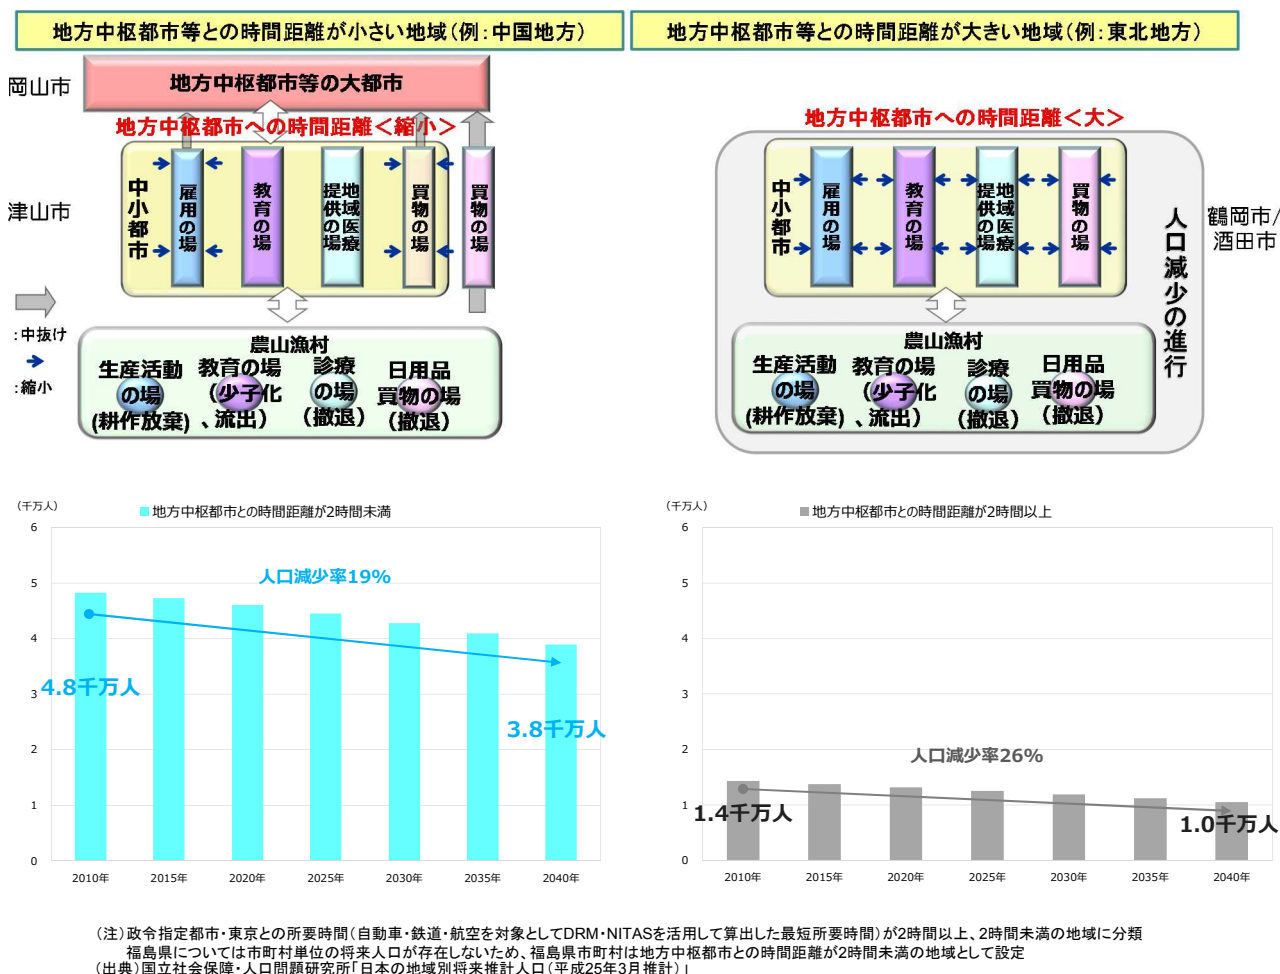 地方中枢都市等との時間距離が小さい地域(例:中国地方)
岡山市
地方中枢都市等の大都市
地方中枢都市への時間距離＜縮小＞
津山市
中小都市
雇用の場
教育の場
地域医療
提供の場
買物の場
買物の場
:中抜け
:縮小
農山漁村
生産活動
の場
(耕作放棄)
教育の場
(少子化
、流出)
診療
の場
(撤退)
日用品
買物の場
(撤退)
地方中枢都市等との時間距離が大きい地域(例:東北地方)
地方中枢都市への時間距離＜大＞
中小都市
雇用の場
教育の場
地域医療
提供の場
買物の場
人口減少の進行
鶴岡市/
酒田市
農山漁村
生産活動
の場
(耕作放棄)
教育の場
(少子化
、流出)
診療
の場
(撤退)
日用品
買物の場
(撤退)
(千万人)
地方中枢都市との時間距離が2時間未満
6
5
4
3
2
1
0
人口減少率19%
4.8千万人
3.8千万人
2010年 2015年 2020年 2025年 2030年 2035年 2040年
(千万人)
地方中枢都市との時間距離が2時間以上
6
5
4
3
2
1
0
人口減少率26%
1.4千万人
1.0千万人
2010年 2015年 2020年 2025年 2030年 2035年 2040年
(注)政令指定都市・東京との所要時間(自動車・鉄道・航空を対象としてDRM・NITASを活用して算出した最短所要時間)が2時間以上、2時間未満の地域に分類
福島県については市町村単位の将来人口が存在しないため、福島県市町村は地方中枢都市との時間距離が2時間未満の地域として設定
(出典)国立社会保障・人口問題研究所「日本の地域別将来推計人口(平成25年3月推計)」